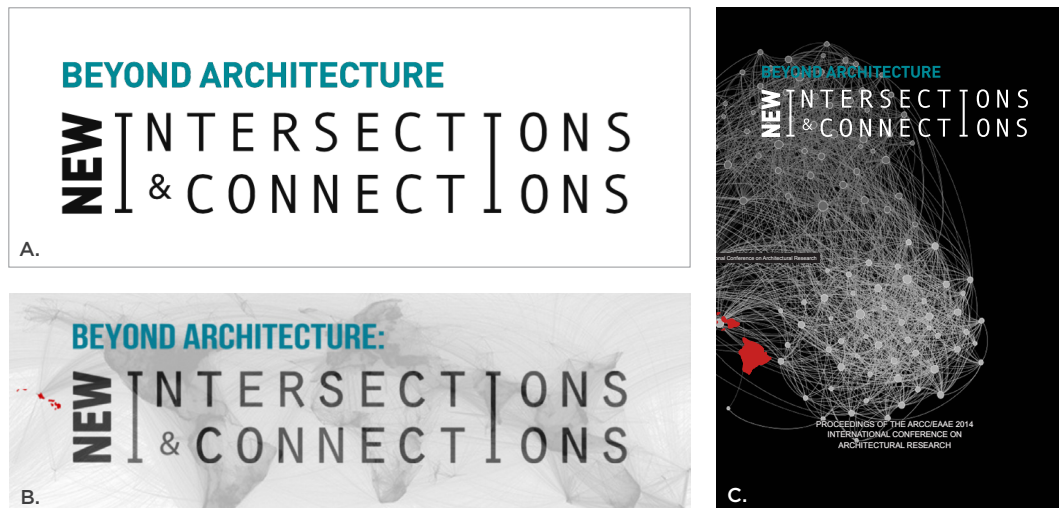 BEYOND ARCHITECTURE
NEW INTERSECTIONS
& CONNECTIONS
A.
BEYOND ARCHITECTURE:
NEW INTERSECTIONS
& CONNECTIONS
B.
BEYOND ARCHITECTURE
NEW INTERSECTIONS
& CONNECTIONS
onal Conference on Architectural Research
PROCEEDINGS OF THE ARCC/EAAE 2014
INTERNATIONAL CONFERENCE ON
ARCHITECTURAL RESEARCH
C.